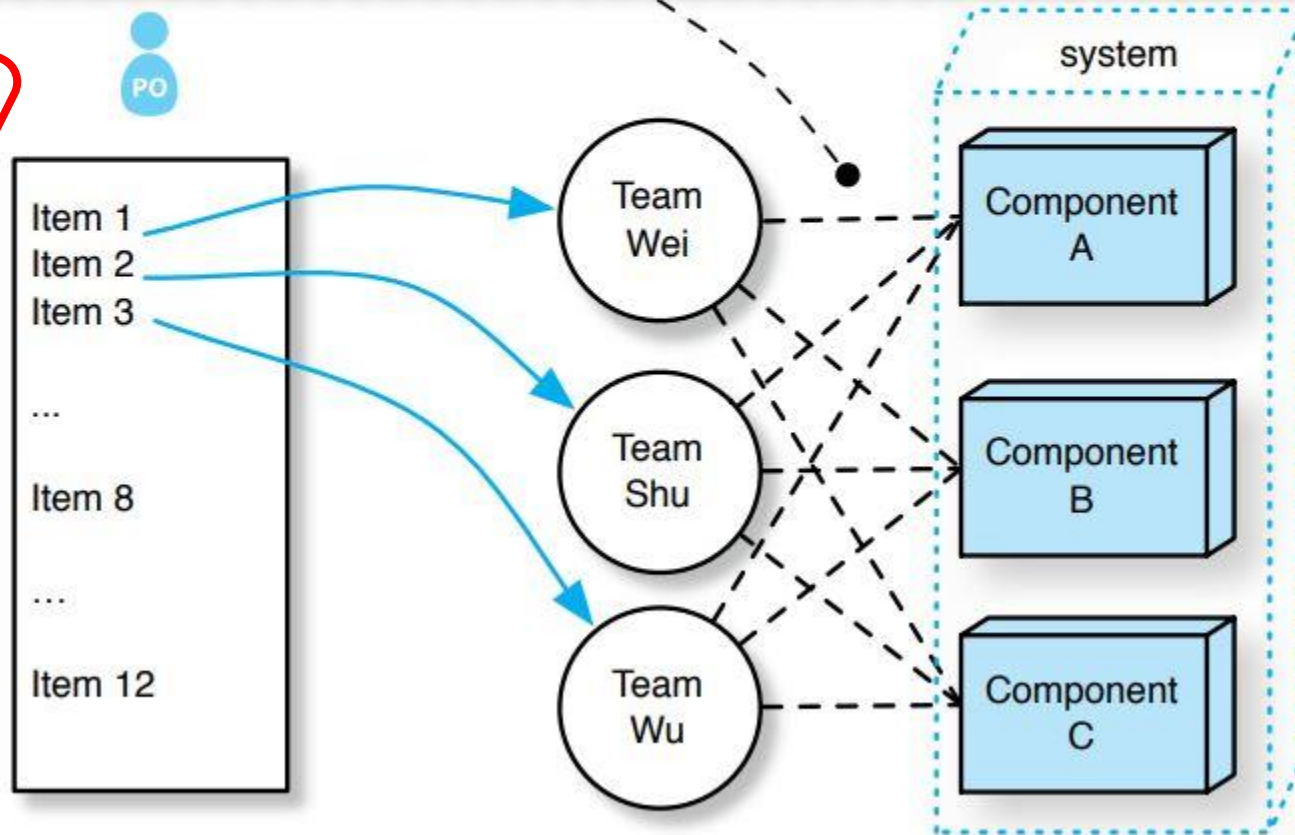 PO
Item 1
Item 2
Item 3
...
Item 8
...
Item 12
Team
Wei
Team
Shu
Team
Wu
system
Component
A
Component
B
Component
C